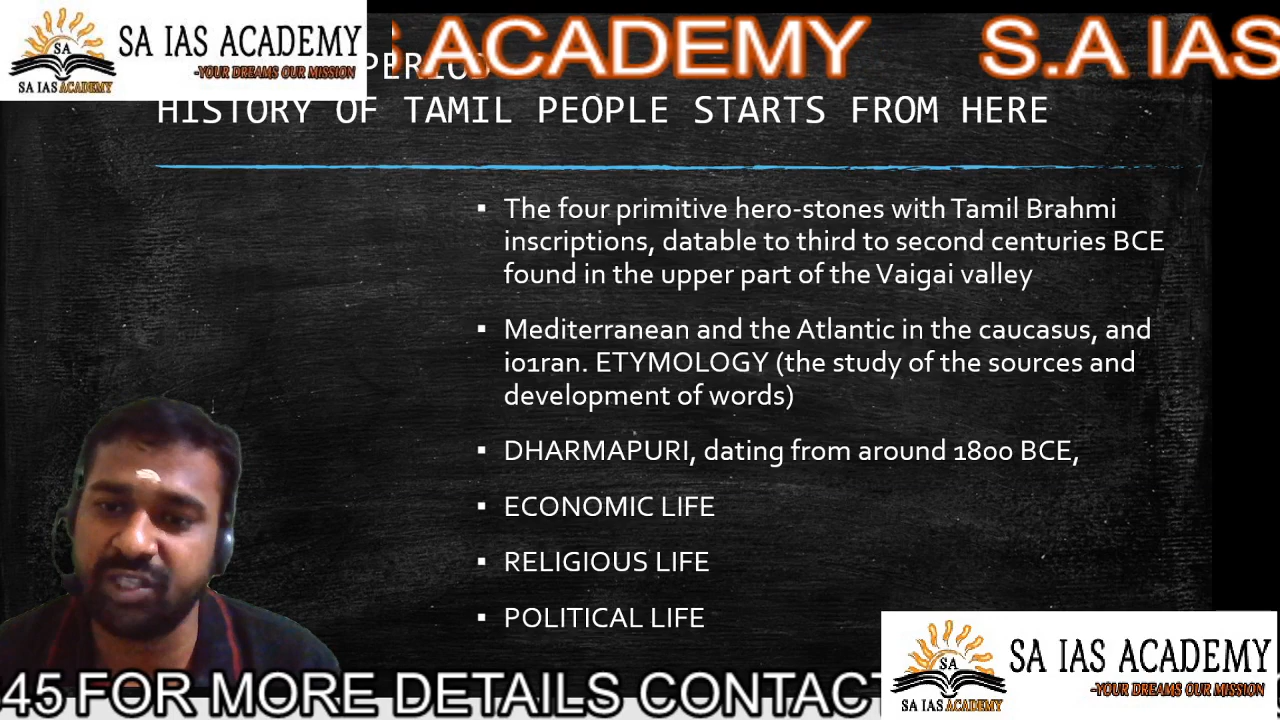 SA
SA IAS ACADEMY
SA IAS ACADEMY
-YOUR DREAMS OUR MISSION
ACADEMY
S.A IAS
PERIOD
HISTORY OF TAMIL PEOPLE STARTS FROM HERE
▪ The four primitive hero-stones with Tamil Brahmi
inscriptions, datable to third to second centuries BCE
found in the upper part of the Vaigai valley
▪ Mediterranean and the Atlantic in the caucasus, and
io1ran. ETYMOLOGY (the study of the sources and
development of words)
▪ DHARMAPURI, dating from around 1800 BCE,
▪ ECONOMIC LIFE
▪ RELIGIOUS LIFE
▪ POLITICAL LIFE
SA
SA IAS ACADEMY
SA IAS ACADEMY
-YOUR DREAMS OUR MISSION
45 FOR MORE DETAILS CONTACT